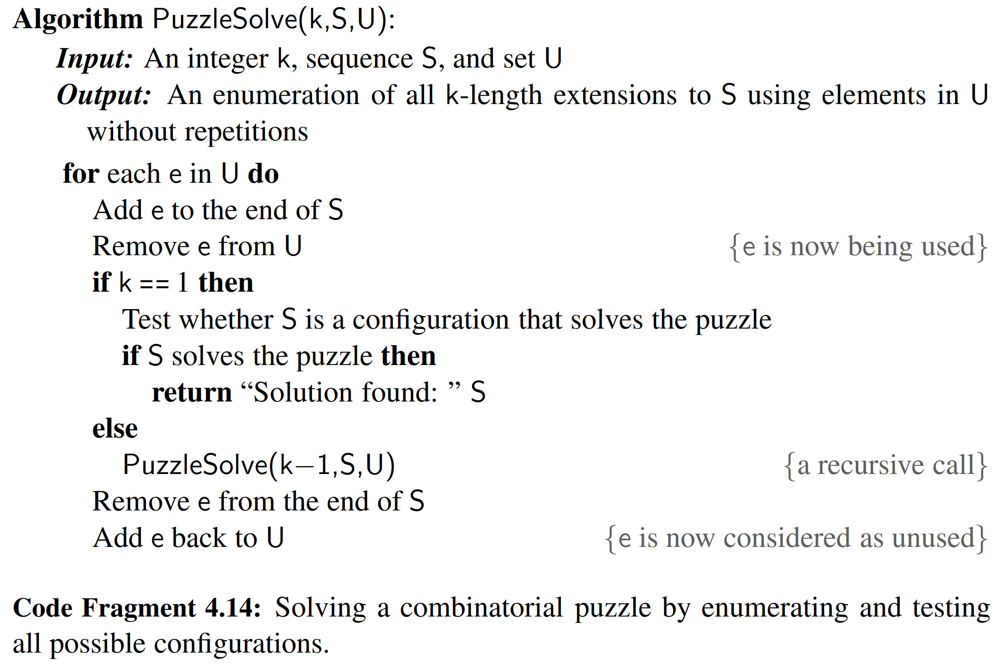 Algorithm PuzzleSolve(k,S,U):
Input: An integer k, sequence S, and set U
Output: An enumeration of all k-length extensions to S using elements in U
without repetitions
for each e in U do
Add e to the end of S
Remove e from U {e is now being used}
if k == 1 then
Test whether S is a configuration that solves the puzzle
if S solves the puzzle then
return “Solution found: ” S
else
PuzzleSolve(k−1,S,U) {a recursive call}
Remove e from the end of S
Add e back to U {e is now considered as unused}
Code Fragment 4.14: Solving a combinatorial puzzle by enumerating and testing
all possible configurations.